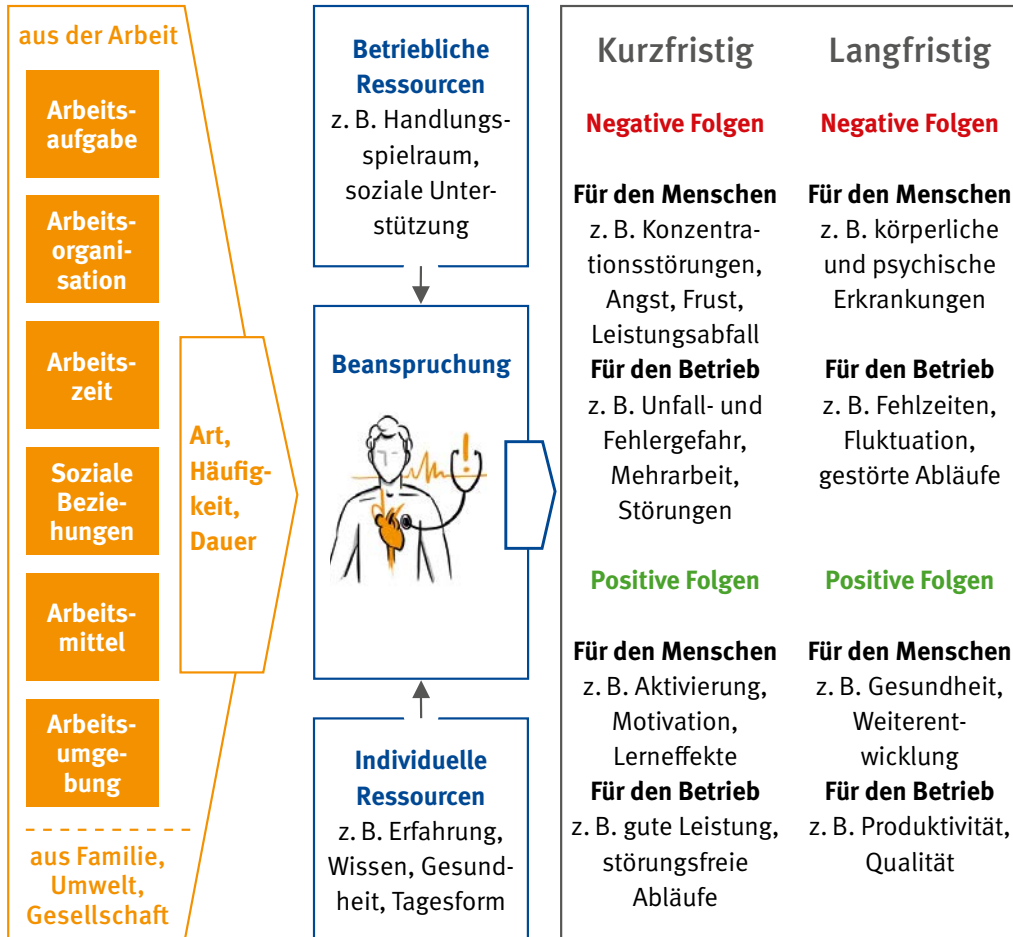 aus der Arbeit
Arbeits-
aufgabe
Arbeits-
organi-
sation
Arbeits-
zeit
Soziale
Bezie-
hungen
Arbeits-
mittel
Arbeits-
umge-
bung
aus Familie,
Umwelt,
Gesellschaft
Art,
Häufig-
keit,
Dauer
Betriebliche
Ressourcen
z. B. Handlungs-
spielraum,
soziale Unter-
stützung
Beanspruchung
Individuelle
Ressourcen
z. B. Erfahrung,
Wissen, Gesund-
heit, Tagesform
Kurzfristig
Negative Folgen
Für den Menschen
z. B. Konzentra-
tionsstörungen,
Angst, Frust,
Leistungsabfall
Für den Betrieb
z. B. Unfall- und
Fehlergefahr,
Mehrarbeit,
Störungen
Positive Folgen
Für den Menschen
z. B. Aktivierung,
Motivation,
Lerneffekte
Für den Betrieb
z. B. gute Leistung,
störungsfreie
Abläufe
Langfristig
Negative Folgen
Für den Menschen
z. B. körperliche
und psychische
Erkrankungen
Für den Betrieb
z. B. Fehlzeiten,
Fluktuation,
gestörte Abläufe
Positive Folgen
Für den Menschen
z. B. Gesundheit,
Weiterent-
wicklung
Für den Betrieb
z. B. Produktivität,
Qualität